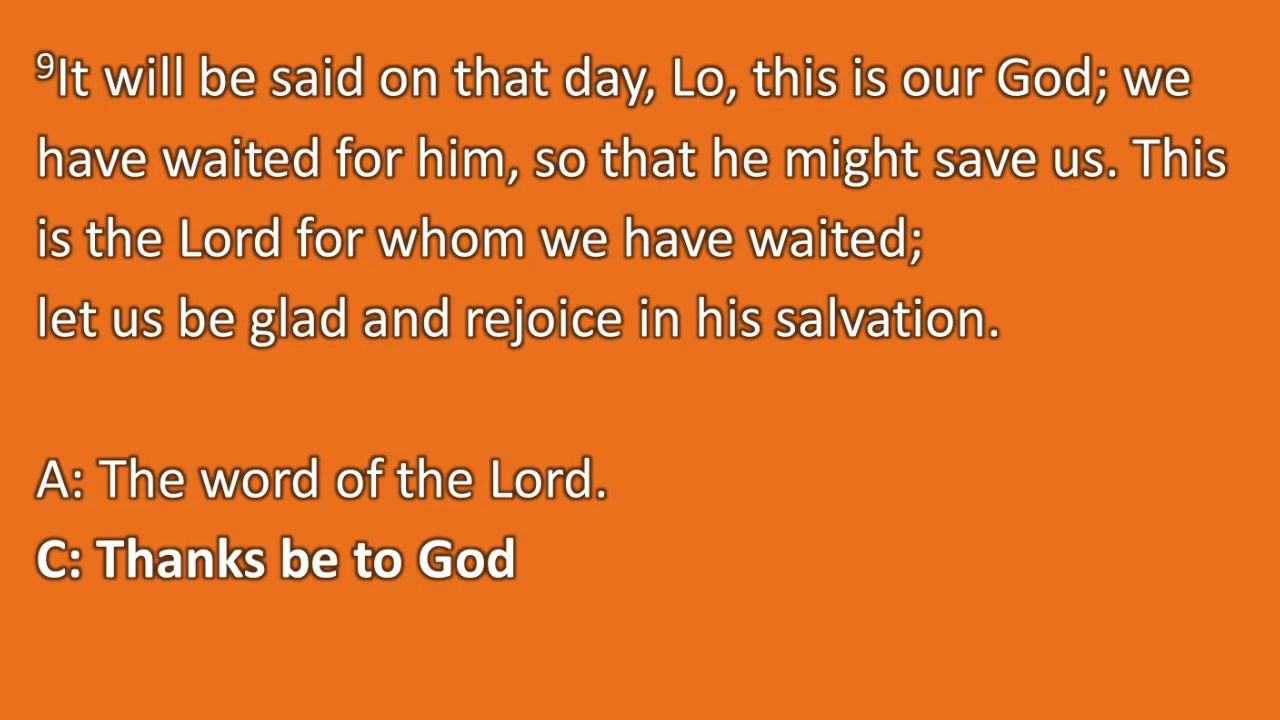 ⁹It will be said on that day, Lo, this is our God; we
have waited for him, so that he might save us. This
is the Lord for whom we have waited;
let us be glad and rejoice in his salvation.
A: The word of the Lord.
C: Thanks be to God